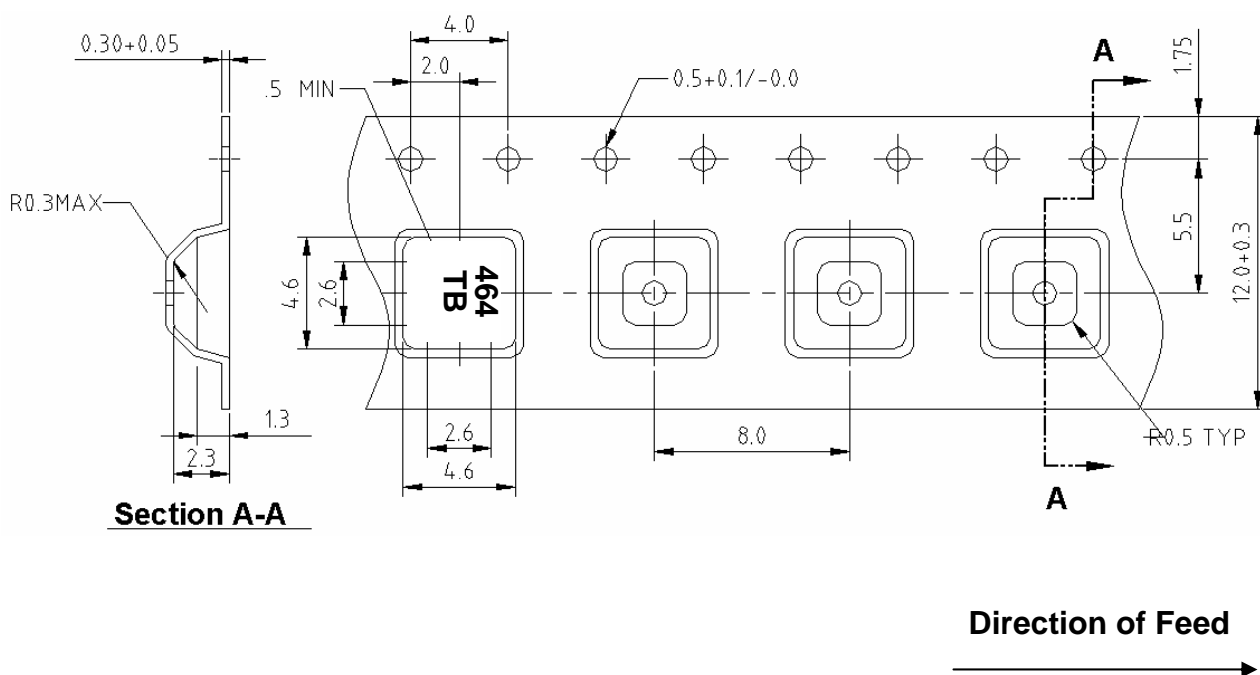 4.0
0.30+0.05
2.0
.5 MIN
0.5+0.1/-0.0
A
1.75
R0.3MAX
5.5
12.0+0.3
4.6
2.6
464
TB
1.3
2.3
2.6
4.6
8.0
R0.5 TYP
A
Section A-A
Direction of Feed